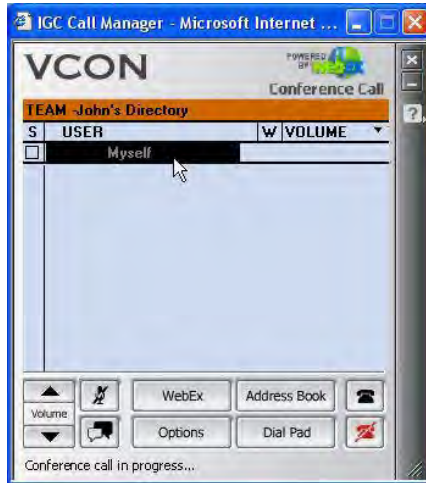 IGC Call Manager - Microsoft Internet ...
VCON
POWERED BY WebEx
Conference Call
TEAM -John's Directory
S USER W VOLUME
Myself
?
Volume
WebEx
Address Book
Options
Dial Pad
Conference call in progress...